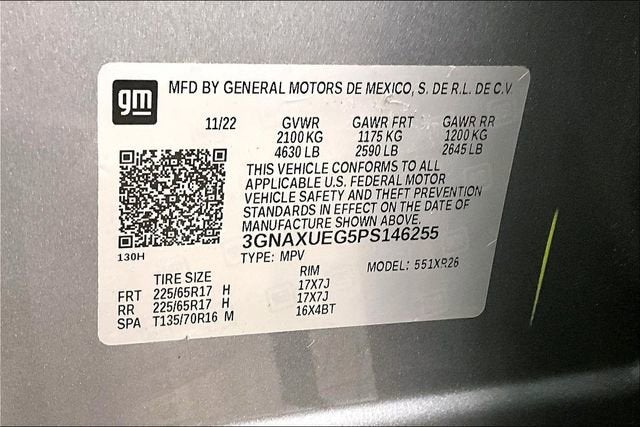 gm MFD BY GENERAL MOTORS DE MEXICO, S. DE R.L. DE C.V.
11/22 GVWR GAWR FRT GAWR RR
2100 KG 1175 KG 1200 KG
4630 LB 2590 LB 2645 LB
THIS VEHICLE CONFORMS TO ALL
APPLICABLE U.S. FEDERAL MOTOR
VEHICLE SAFETY AND THEFT PREVENTION
STANDARDS IN EFFECT ON THE DATE OF
MANUFACTURE SHOWN ABOVE.
3GNAXUEG5PS146255
130H TYPE: MPV MODEL: 551XR26
TIRE SIZE RIM
FRT 225/65R17 H 17X7J
RR 225/65R17 H 17X7J
SPA T135/70R16 M 16X4BT